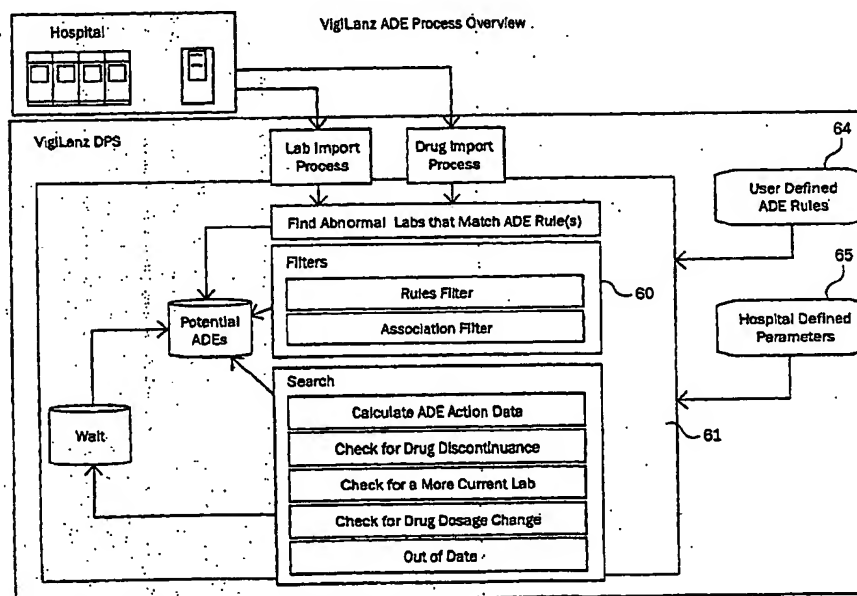 VigiLanz ADE Process Overview
Hospital
VigiLanz DPS
Lab Import
Process
Drug Import
Process
64
User Defined
ADE Rules
Find Abnormal Labs that Match ADE Rule(s)
Filters
Rules Filter
Association Filter
60
65
Hospital Defined
Parameters
Potential
ADEs
Search
Calculate ADE Action Data
Check for Drug Discontinuance
Check for a More Current Lab
Check for Drug Dosage Change
Out of Date
61
Wait